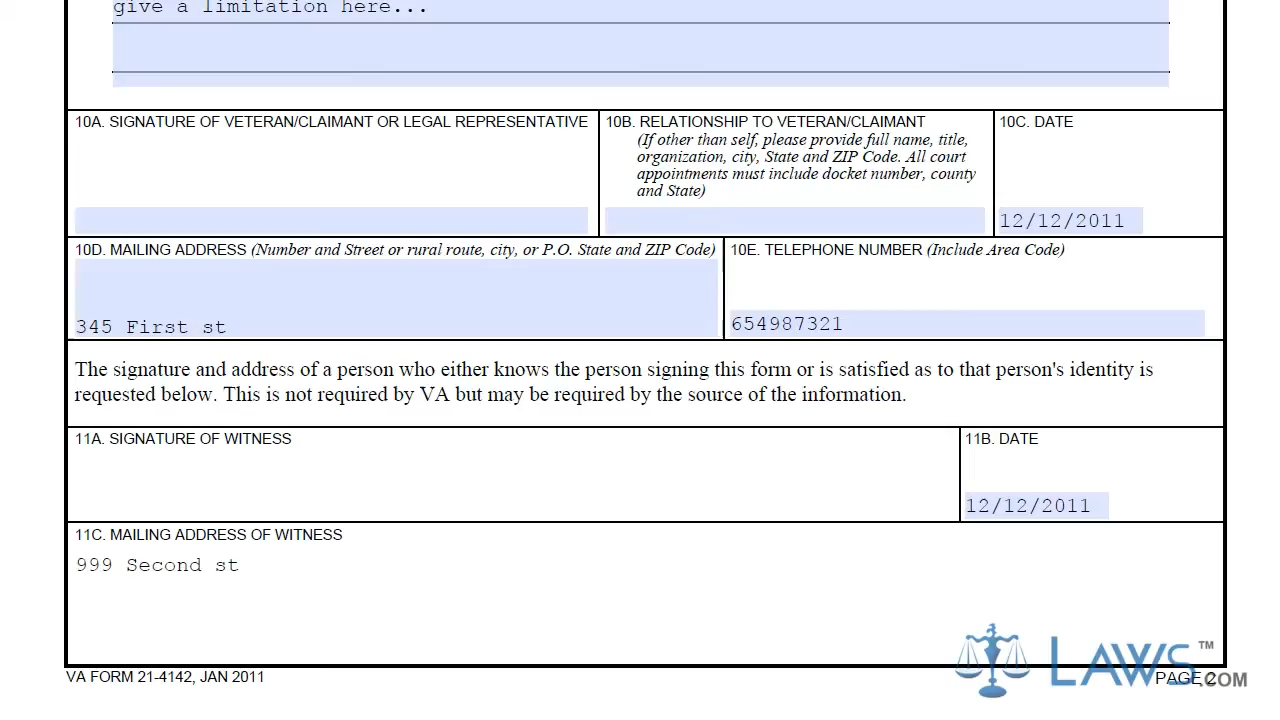 give a limitation here...
10A. SIGNATURE OF VETERAN/CLAIMANT OR LEGAL REPRESENTATIVE
10B. RELATIONSHIP TO VETERAN/CLAIMANT
(If other than self, please provide full name, title,
organization, city, State and ZIP Code. All court
appointments must include docket number, county
and State)
10C. DATE
12/12/2011
10D. MAILING ADDRESS (Number and Street or rural route, city, or P.O. State and ZIP Code)
345 First st
10E. TELEPHONE NUMBER (Include Area Code)
654987321
The signature and address of a person who either knows the person signing this form or is satisfied as to that person's identity is
requested below. This is not required by VA but may be required by the source of the information.
11A. SIGNATURE OF WITNESS
11B. DATE
12/12/2011
11C. MAILING ADDRESS OF WITNESS
999 Second st
VA FORM 21-4142, JAN 2011
PAGE 2
LAWS™.COM